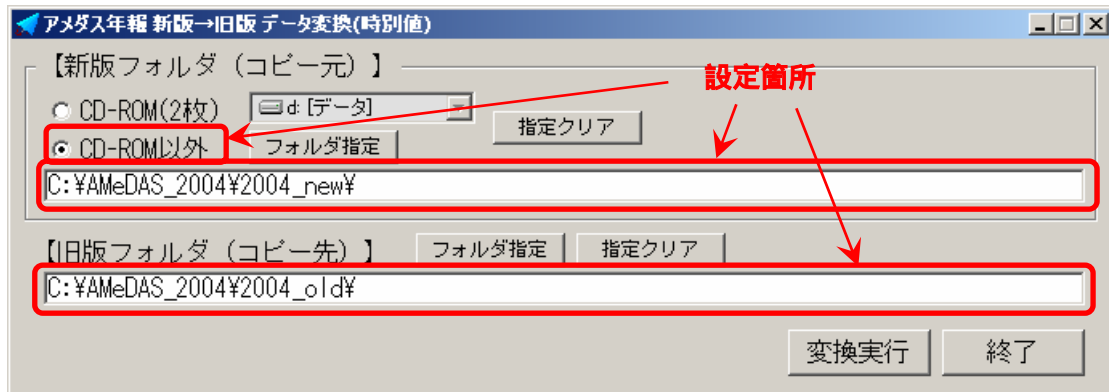 アメダス年報 新版→旧版 データ変換(時別値)
【新版フォルダ（コピー元）】
設定箇所
CD-ROM(2枚)
d: [データ]
指定クリア
CD-ROM以外
フォルダ指定
C:¥AMeDAS_2004¥2004_new¥
【旧版フォルダ（コピー先）】
フォルダ指定
指定クリア
C:¥AMeDAS_2004¥2004_old¥
変換実行
終了